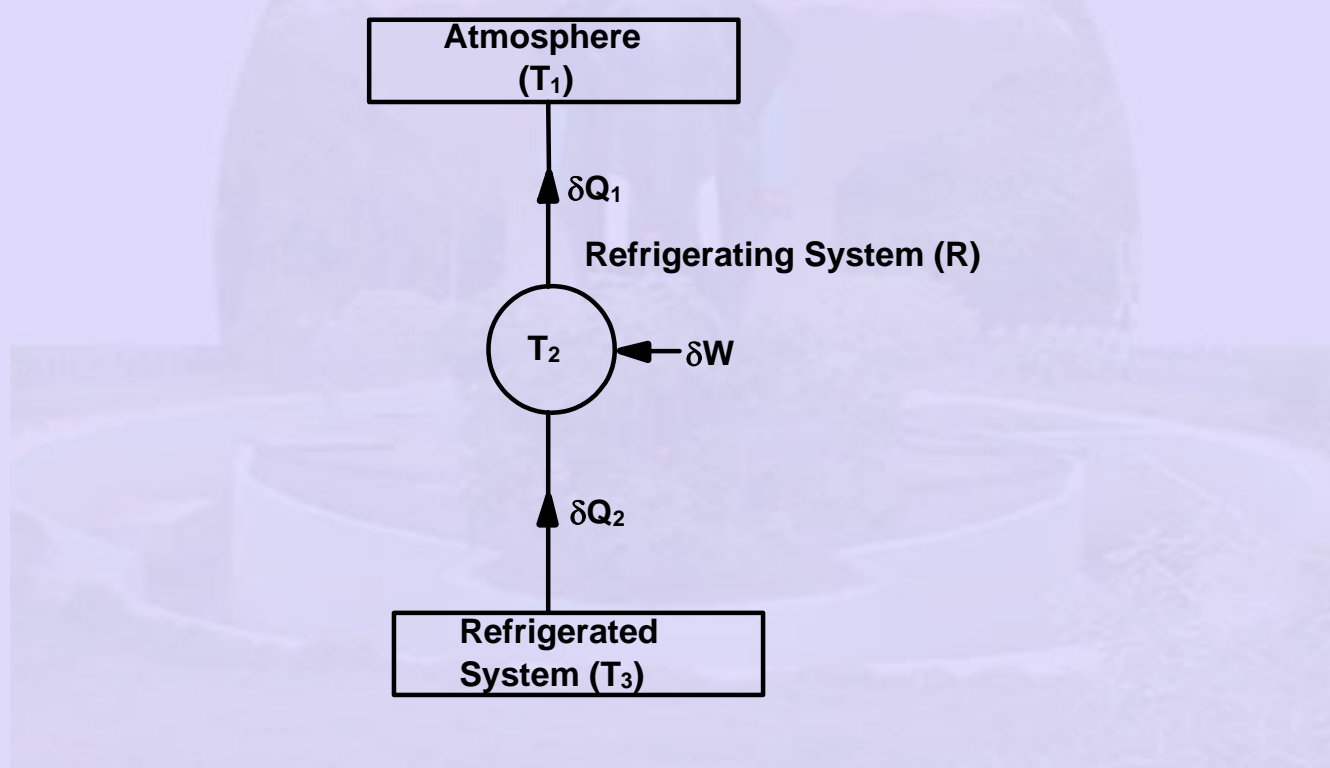 Atmosphere
(T₁)
δQ₁
Refrigerating System (R)
T₂
δW
δQ₂
Refrigerated
System (T₃)